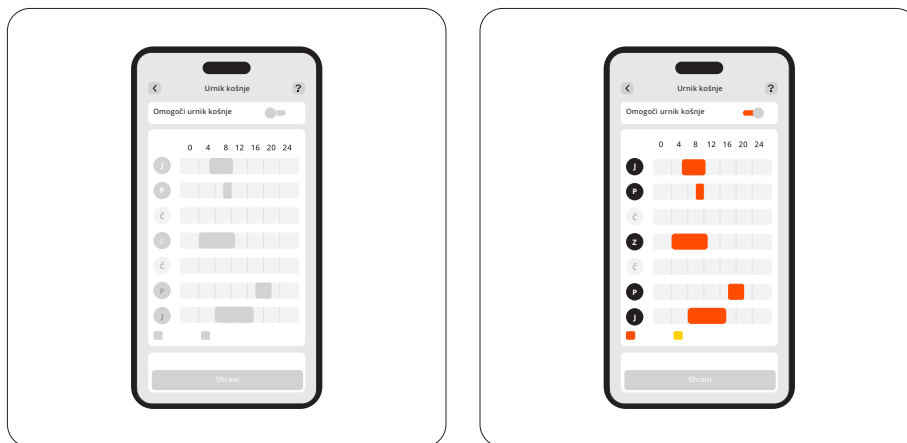 Urnik košnje ?
Omogoči urnik košnje
0 4 8 12 16 20 24
J
P
Č
Z
Č
P
J
Shrani
Urnik košnje ?
Omogoči urnik košnje
0 4 8 12 16 20 24
J
P
Č
Z
Č
P
J
Shrani